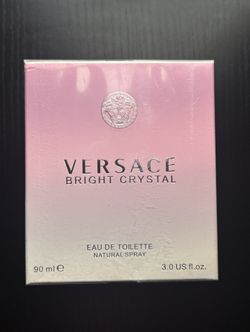 VERSACE
BRIGHT CRYSTAL
EAU DE TOILETTE
NATURAL SPRAY
90 ml ℮ 3.0 US fl.oz.